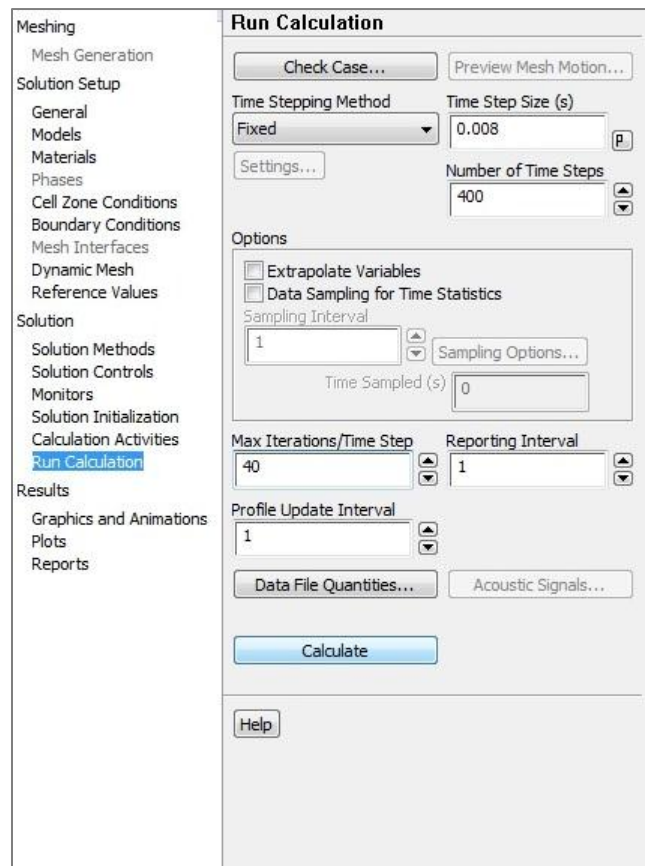 Meshing
Mesh Generation
Solution Setup
General
Models
Materials
Phases
Cell Zone Conditions
Boundary Conditions
Mesh Interfaces
Dynamic Mesh
Reference Values
Solution
Solution Methods
Solution Controls
Monitors
Solution Initialization
Calculation Activities
Run Calculation
Results
Graphics and Animations
Plots
Reports
Run Calculation
Check Case... Preview Mesh Motion...
Time Stepping Method Time Step Size (s)
Fixed 0.008 P
Settings... Number of Time Steps
400
Options
Extrapolate Variables
Data Sampling for Time Statistics
Sampling Interval
1 Sampling Options...
Time Sampled (s) 0
Max Iterations/Time Step Reporting Interval
40 1
Profile Update Interval
1
Data File Quantities... Acoustic Signals...
Calculate
Help